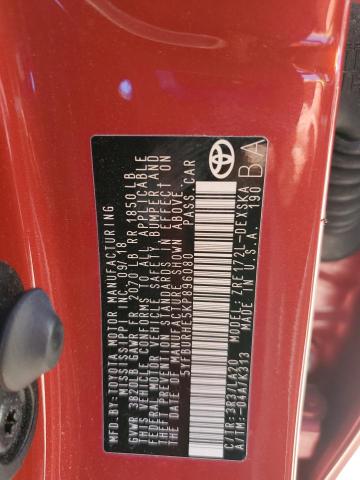 MFD.BY:TOYOTA MOTOR MANUFACTURING
MISSISSIPPI, INC. 09/18
GVWR 3820LB GAWR FR 2070 LB RR 1850LB
THIS VEHICLE CONFORMS TO ALL APPLICABLE
FEDERAL MOTOR VEHICLE SAFETY, BUMPER AND
THEFT PREVENTION STANDARDS IN EFFECT ON
THE DATE OF MANUFACTURE SHOWN ABOVE.
5YFBURHE5KP896080 PASS.CAR
C/TR:3R3/LA20 MODEL:ZRE172L-DEXSKA
A/TM:-04A/K313 MADE IN U.S.A. 190
BA